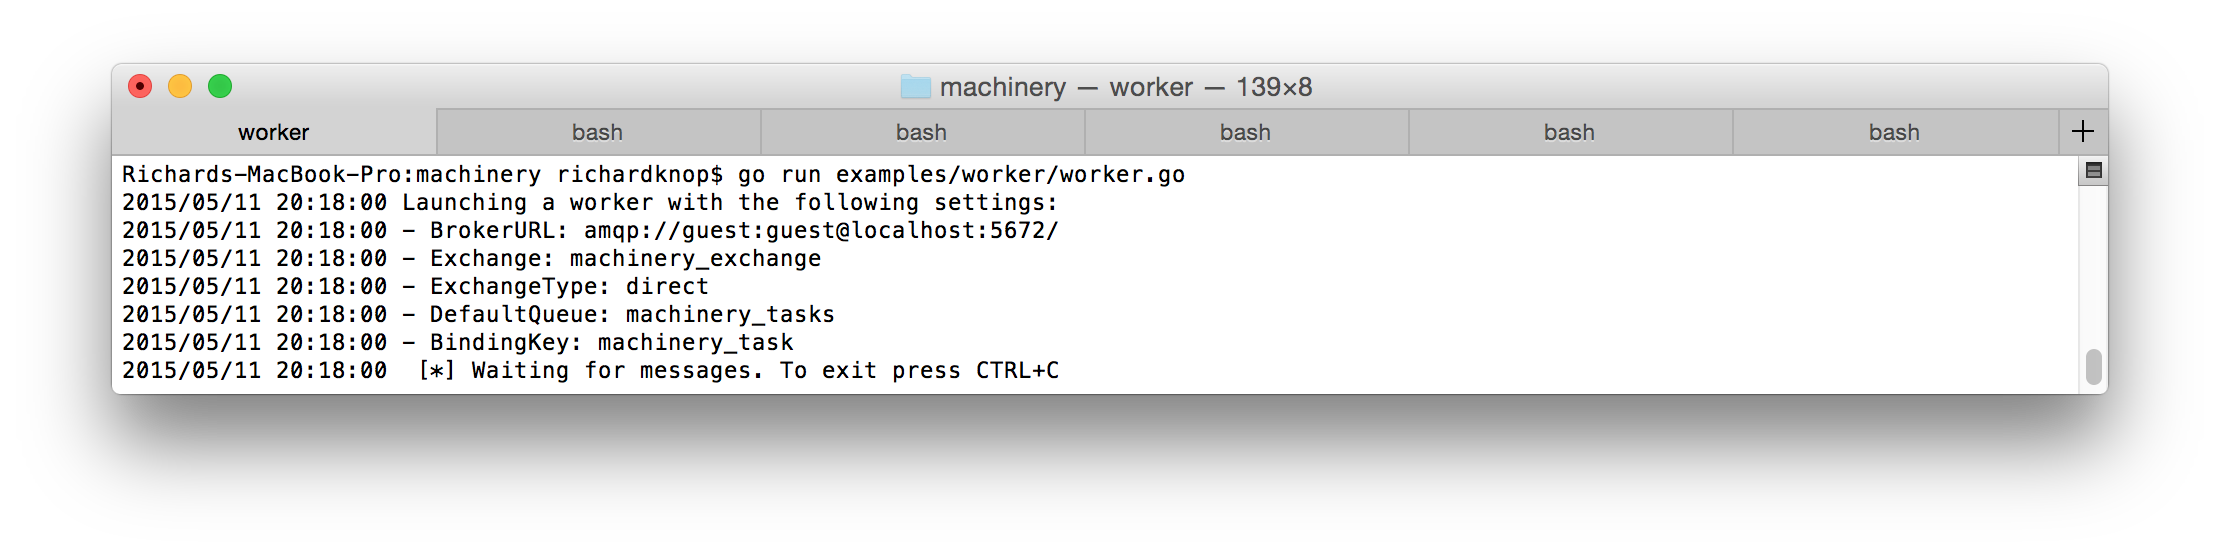 machinery — worker — 139×8
worker bash bash bash bash bash +
Richards-MacBook-Pro:machinery richardknop$ go run examples/worker/worker.go
2015/05/11 20:18:00 Launching a worker with the following settings:
2015/05/11 20:18:00 - BrokerURL: amqp://guest:guest@localhost:5672/
2015/05/11 20:18:00 - Exchange: machinery_exchange
2015/05/11 20:18:00 - ExchangeType: direct
2015/05/11 20:18:00 - DefaultQueue: machinery_tasks
2015/05/11 20:18:00 - BindingKey: machinery_task
2015/05/11 20:18:00  [*] Waiting for messages. To exit press CTRL+C